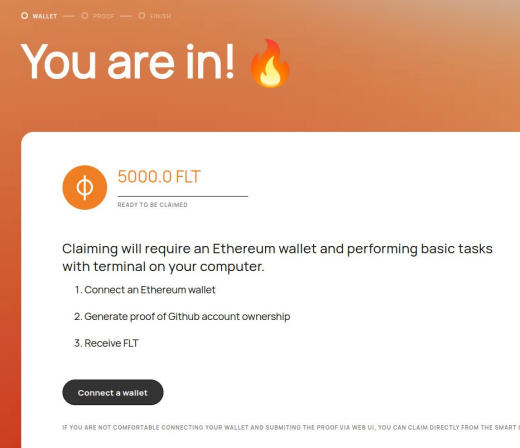 WALLET PROOF FINISH
You are in! 🔥
5000.0 FLT
READY TO BE CLAIMED
Claiming will require an Ethereum wallet and performing basic tasks
with terminal on your computer.
1. Connect an Ethereum wallet
2. Generate proof of Github account ownership
3. Receive FLT
Connect a wallet
IF YOU ARE NOT COMFORTABLE CONNECTING YOUR WALLET AND SUBMITING THE PROOF VIA WEB UI, YOU CAN CLAIM DIRECTLY FROM THE SMART